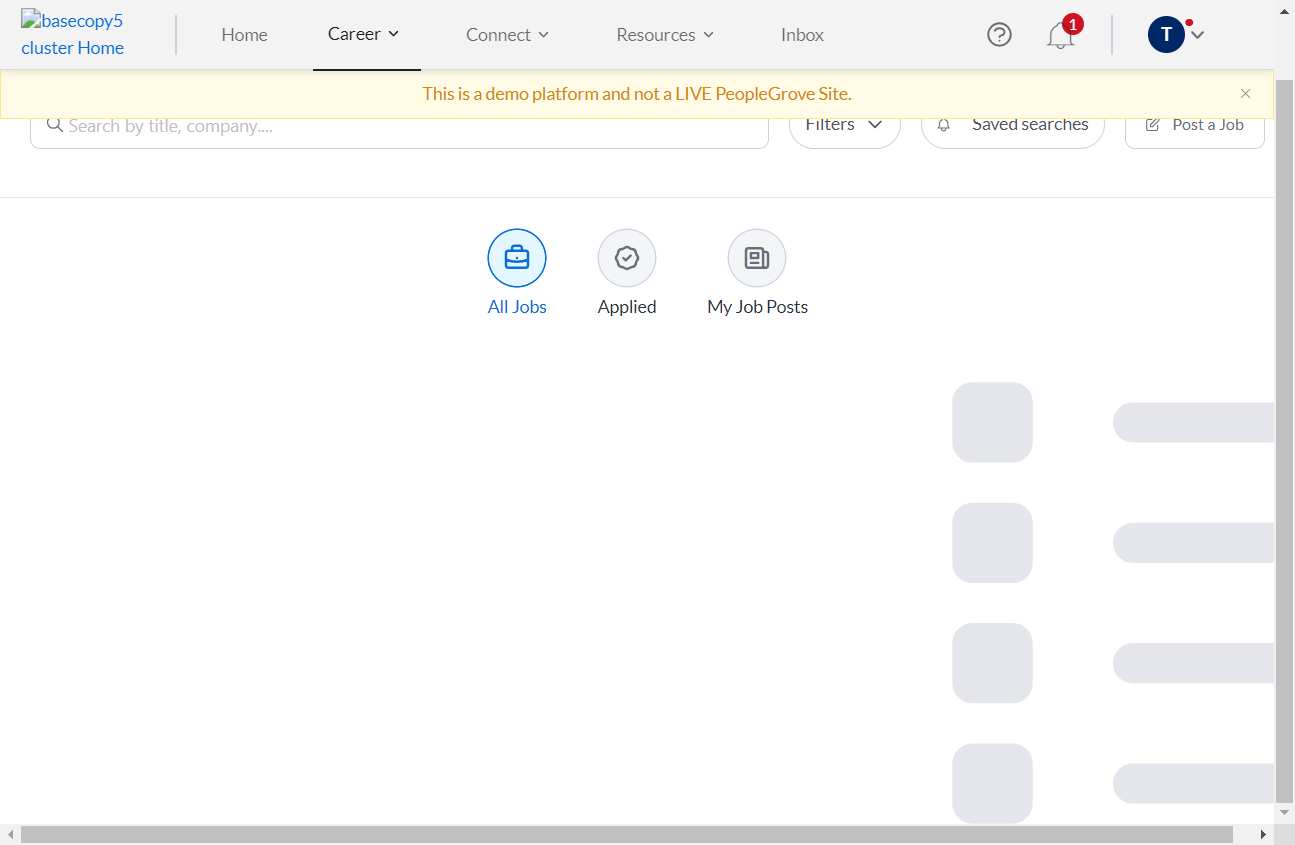 basecopy5
cluster Home
Home
Career
Connect
Resources
Inbox
1
T
This is a demo platform and not a LIVE PeopleGrove Site.
Search by title, company....
Filters
Saved searches
Post a Job
All Jobs
Applied
My Job Posts